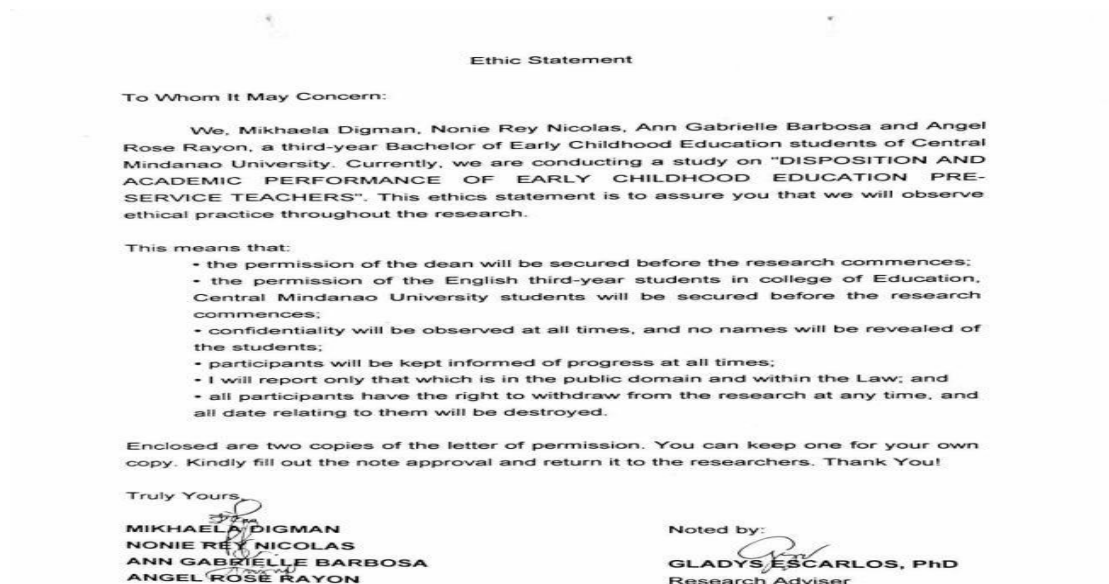 Ethic Statement
To Whom It May Concern:
We, Mikhaela Digman, Nonie Rey Nicolas, Ann Gabrielle Barbosa and Angel
Rose Rayon, a third-year Bachelor of Early Childhood Education students of Central
Mindanao University. Currently, we are conducting a study on "DISPOSITION AND
ACADEMIC PERFORMANCE OF EARLY CHILDHOOD EDUCATION PRE-
SERVICE TEACHERS". This ethics statement is to assure you that we will observe
ethical practice throughout the research.
This means that:
• the permission of the dean will be secured before the research commences;
• the permission of the English third-year students in college of Education,
Central Mindanao University students will be secured before the research
commences;
• confidentiality will be observed at all times, and no names will be revealed of
the students;
• participants will be kept informed of progress at all times;
• I will report only that which is in the public domain and within the Law; and
• all participants have the right to withdraw from the research at any time, and
all date relating to them will be destroyed.
Enclosed are two copies of the letter of permission. You can keep one for your own
copy. Kindly fill out the note approval and return it to the researchers. Thank You!
Truly Yours,
MIKHAELA DIGMAN
NONIE REY NICOLAS
ANN GABRIELLE BARBOSA
ANGEL ROSE RAYON
Noted by:
GLADYS ESCARLOS, PhD
Research Adviser